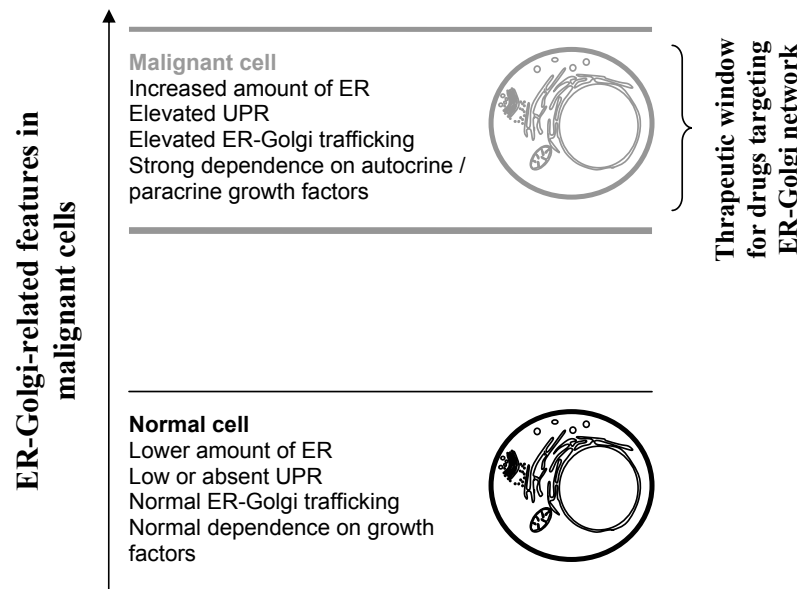 ER-Golgi-related features in
malignant cells
Malignant cell
Increased amount of ER
Elevated UPR
Elevated ER-Golgi trafficking
Strong dependence on autocrine /
paracrine growth factors
Thrapeutic window
for drugs targeting
ER-Golgi network
Normal cell
Lower amount of ER
Low or absent UPR
Normal ER-Golgi trafficking
Normal dependence on growth
factors